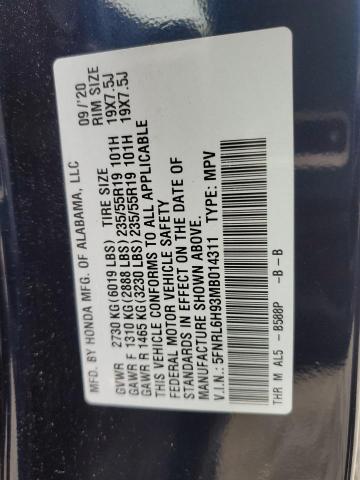 MFD. BY HONDA MFG. OF ALABAMA, LLC 09/'20
TIRE SIZE RIM SIZE
GVWR 2730 KG(6019 LBS)
GAWR F 1310 KG(2888 LBS) 235/55R19 101H 19X7.5J
GAWR R 1465 KG(3230 LBS) 235/55R19 101H 19X7.5J
THIS VEHICLE CONFORMS TO ALL APPLICABLE
FEDERAL MOTOR VEHICLE SAFETY
STANDARDS IN EFFECT ON THE DATE OF
MANUFACTURE SHOWN ABOVE.
V.I.N.: 5FNRL6H93MB014311 TYPE: MPV
THR M AL5 - B588P -B - B